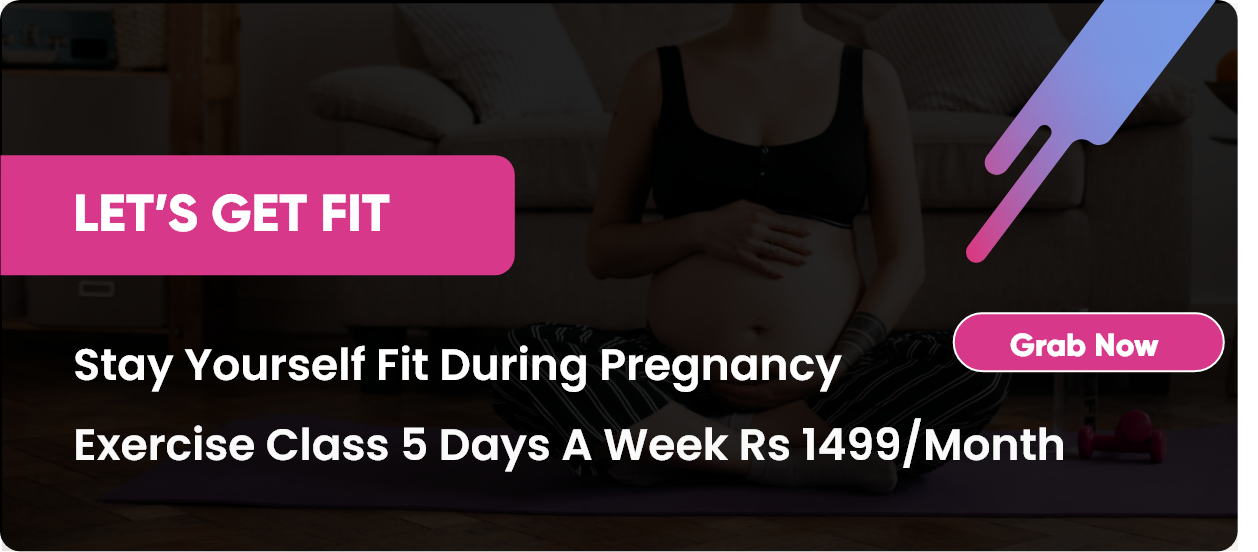 LET'S GET FIT
Stay Yourself Fit During Pregnancy
Grab Now
Exercise Class 5 Days A Week Rs 1499/Month